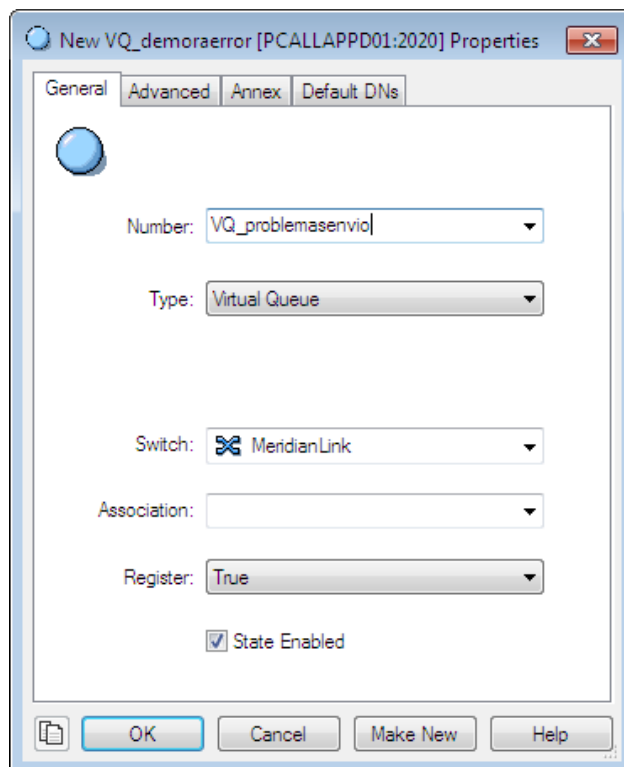 New VQ_demoraerror [PCALLAPPD01:2020] Properties
General Advanced Annex Default DNs
Number: VQ_problemasenvio
Type: Virtual Queue
Switch: MeridianLink
Association:
Register: True
State Enabled
OK Cancel Make New Help